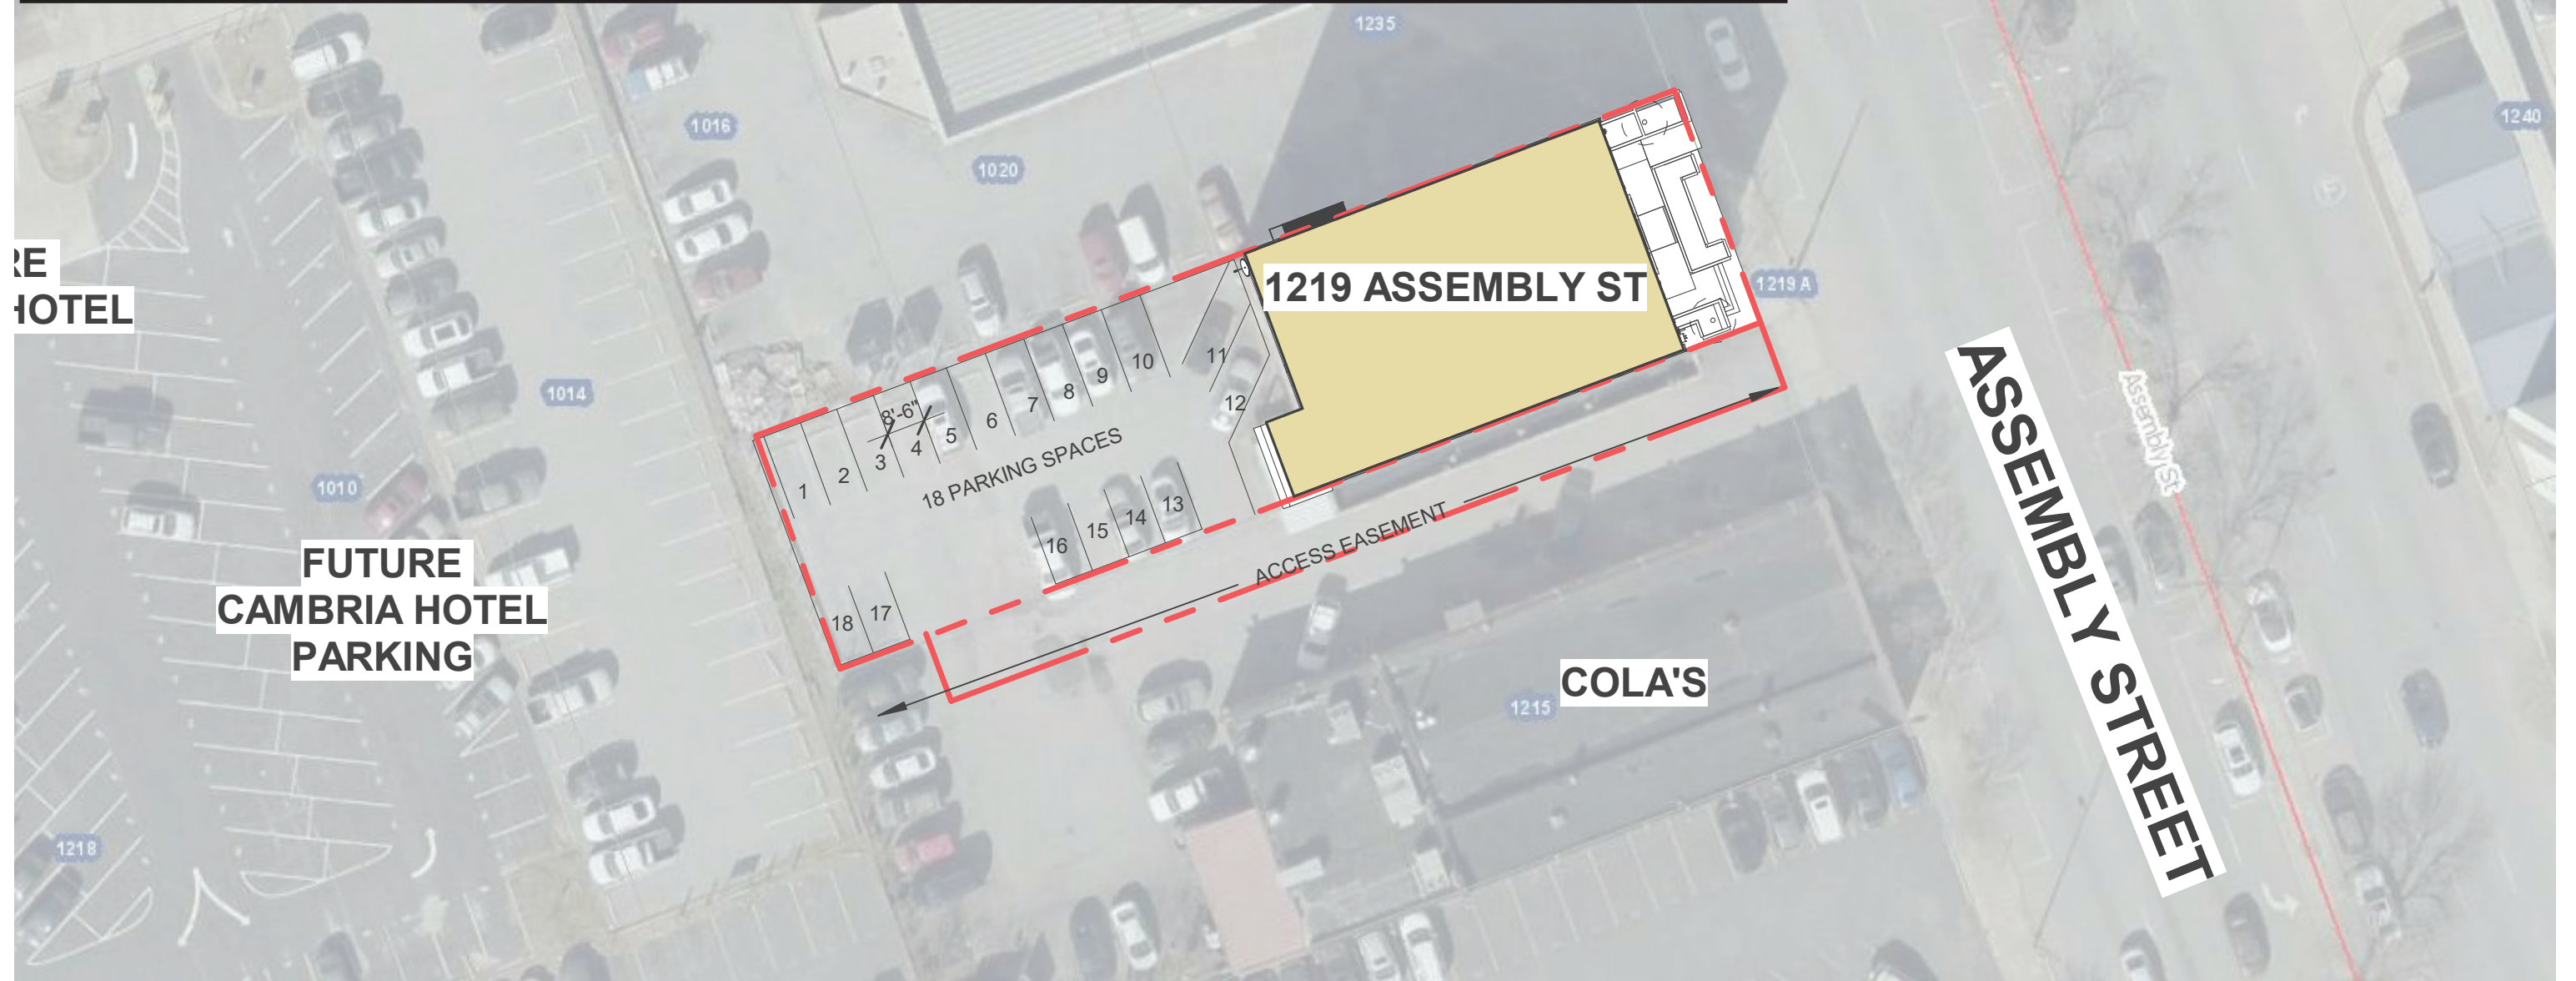 1235
1240
1016
1020
RE
HOTEL
1219 ASSEMBLY ST
1219 A
1014
8'-6"
1
2
3
4
5
6
7
8
9
10
11
12
18 PARKING SPACES
13
14
15
16
17
18
1010
ACCESS EASEMENT
FUTURE
CAMBRIA HOTEL
PARKING
COLA'S
1215
1218
ASSEMBLY STREET
Assembly St